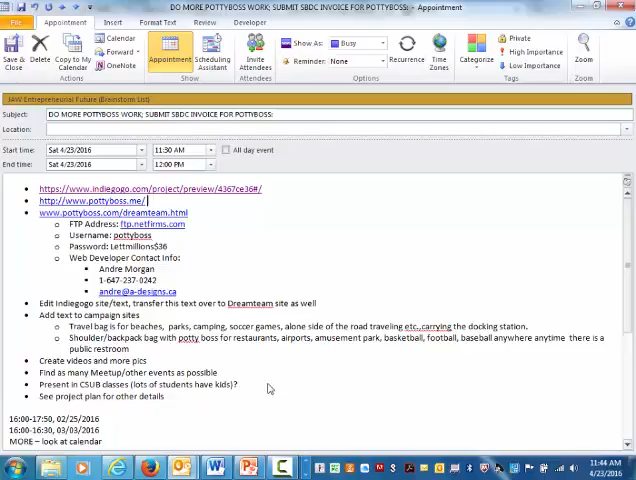 DO MORE POTTYBOSS WORK; SUBMIT SBDC INVOICE FOR POTTYBOSS: - Appointment
File
Appointment
Insert
Format Text
Review
Developer
Save & Close
Delete
Copy to My Calendar
Calendar
Forward
OneNote
Actions
Appointment
Scheduling Assistant
Show
Invite Attendees
Attendees
Show As: Busy
Reminder: None
Recurrence
Time Zones
Options
Categorize
Private
High Importance
Low Importance
Tags
Zoom
Zoom
JAW Entrepreneurial Future (Brainstorm List)
Subject: DO MORE POTTYBOSS WORK; SUBMIT SBDC INVOICE FOR POTTYBOSS:
Location:
Start time: Sat 4/23/2016 11:30 AM All day event
End time: Sat 4/23/2016 12:00 PM
• https://www.indiegogo.com/project/preview/4367ce36#/
• http://www.pottyboss.me/
• www.pottyboss.com/dreamteam.html
o FTP Address: ftp.netfirms.com
o Username: pottyboss
o Password: Lettmillions$36
o Web Developer Contact Info:
▪ Andre Morgan
▪ 1-647-237-0242
▪ andre@a-designs.ca
• Edit Indiegogo site/text, transfer this text over to Dreamteam site as well
• Add text to campaign sites
o Travel bag is for beaches, parks, camping, soccer games, alone side of the road traveling etc.,carrying the docking station.
o Shoulder/backpack bag with potty boss for restaurants, airports, amusement park, basketball, football, baseball anywhere anytime there is a
public restroom
• Create videos and more pics
• Find as many Meetup/other events as possible
• Present in CSUB classes (lots of students have kids)?
• See project plan for other details
16:00-17:50, 02/25/2016
16:00-16:30, 03/03/2016
MORE – look at calendar
11:44 AM
4/23/2016